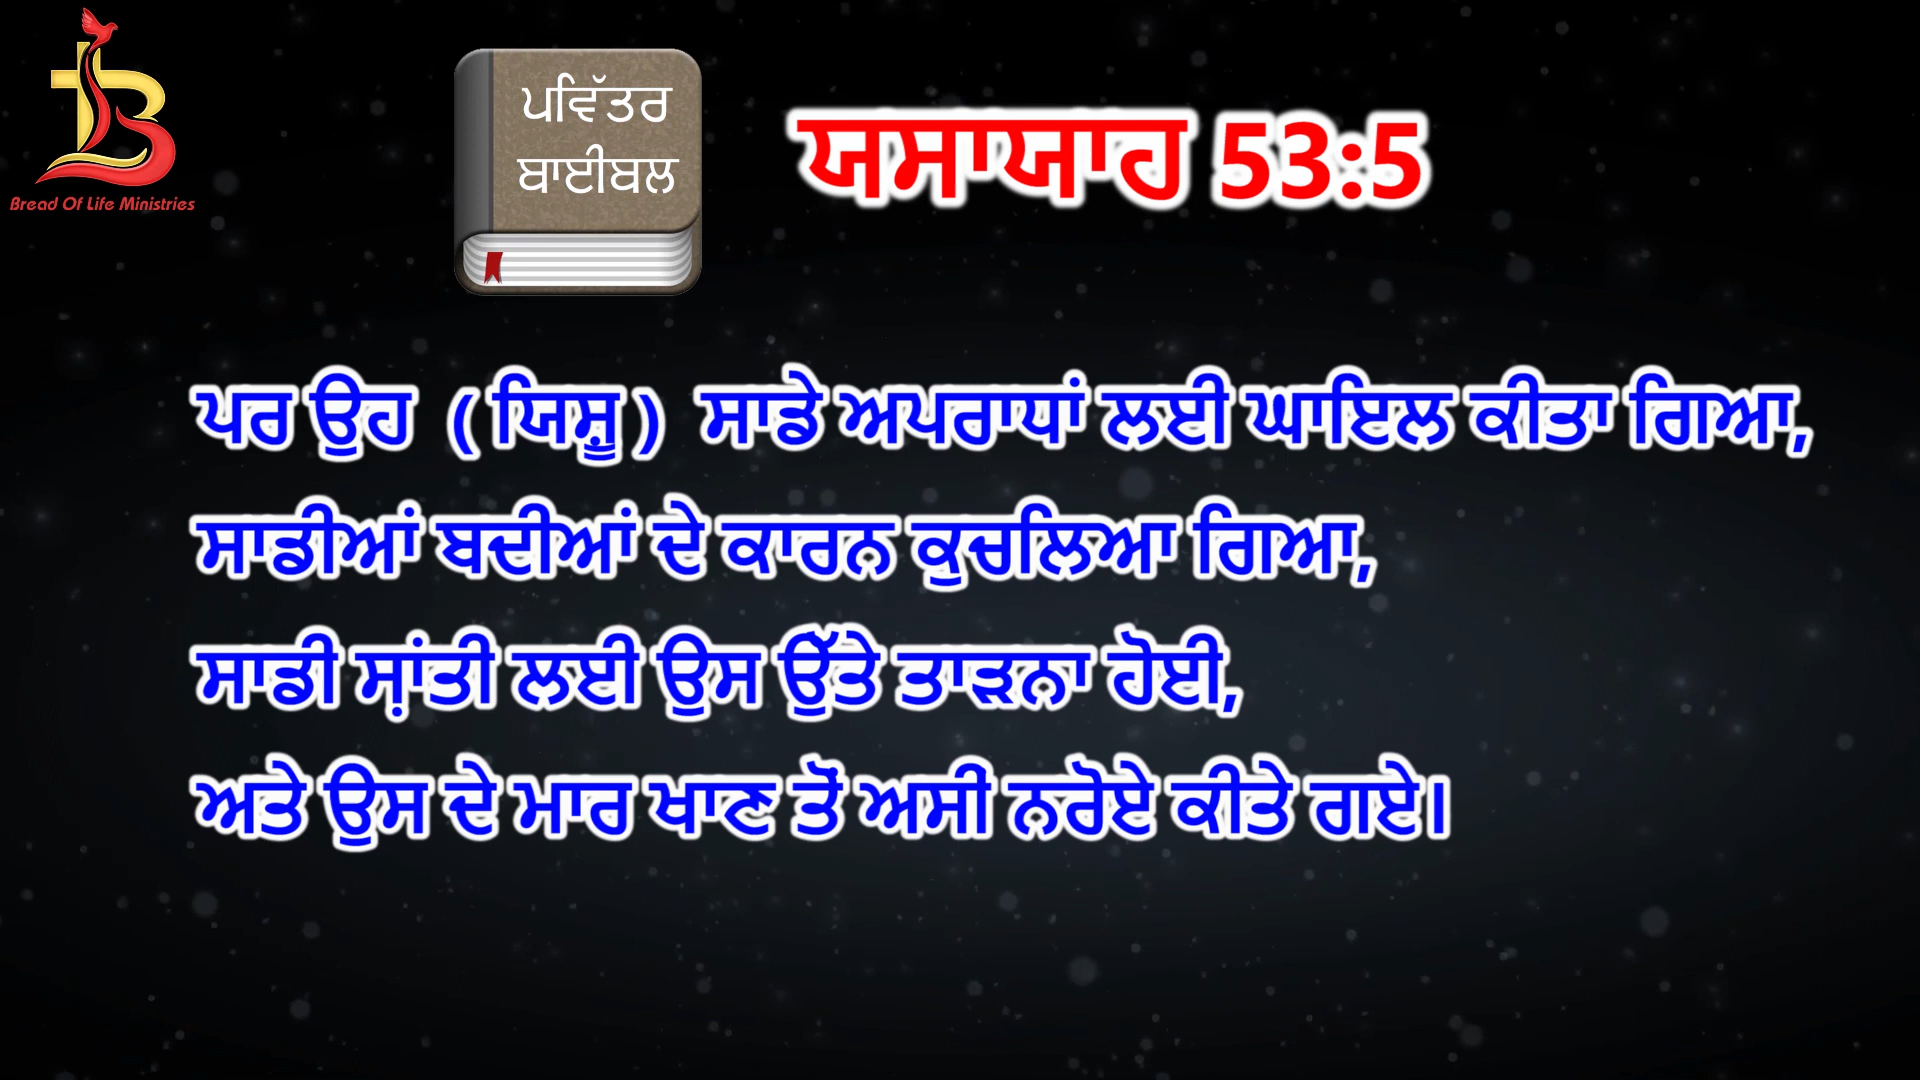 Bread Of Life Ministries
ਪਵਿੱਤਰ
ਬਾਈਬਲ
ਯਸਾਯਾਹ 53:5
ਪਰ ਉਹ ( ਯਿਸ਼ੂ ) ਸਾਡੇ ਅਪਰਾਧਾਂ ਲਈ ਘਾਇਲ ਕੀਤਾ ਗਿਆ,
ਸਾਡੀਆਂ ਬਦੀਆਂ ਦੇ ਕਾਰਨ ਕੁਚਲਿਆ ਗਿਆ,
ਸਾਡੀ ਸ਼ਾਂਤੀ ਲਈ ਉਸ ਉੱਤੇ ਤਾੜਨਾ ਹੋਈ,
ਅਤੇ ਉਸ ਦੇ ਮਾਰ ਖਾਣ ਤੋਂ ਅਸੀਂ ਨਰੋਏ ਕੀਤੇ ਗਏ।